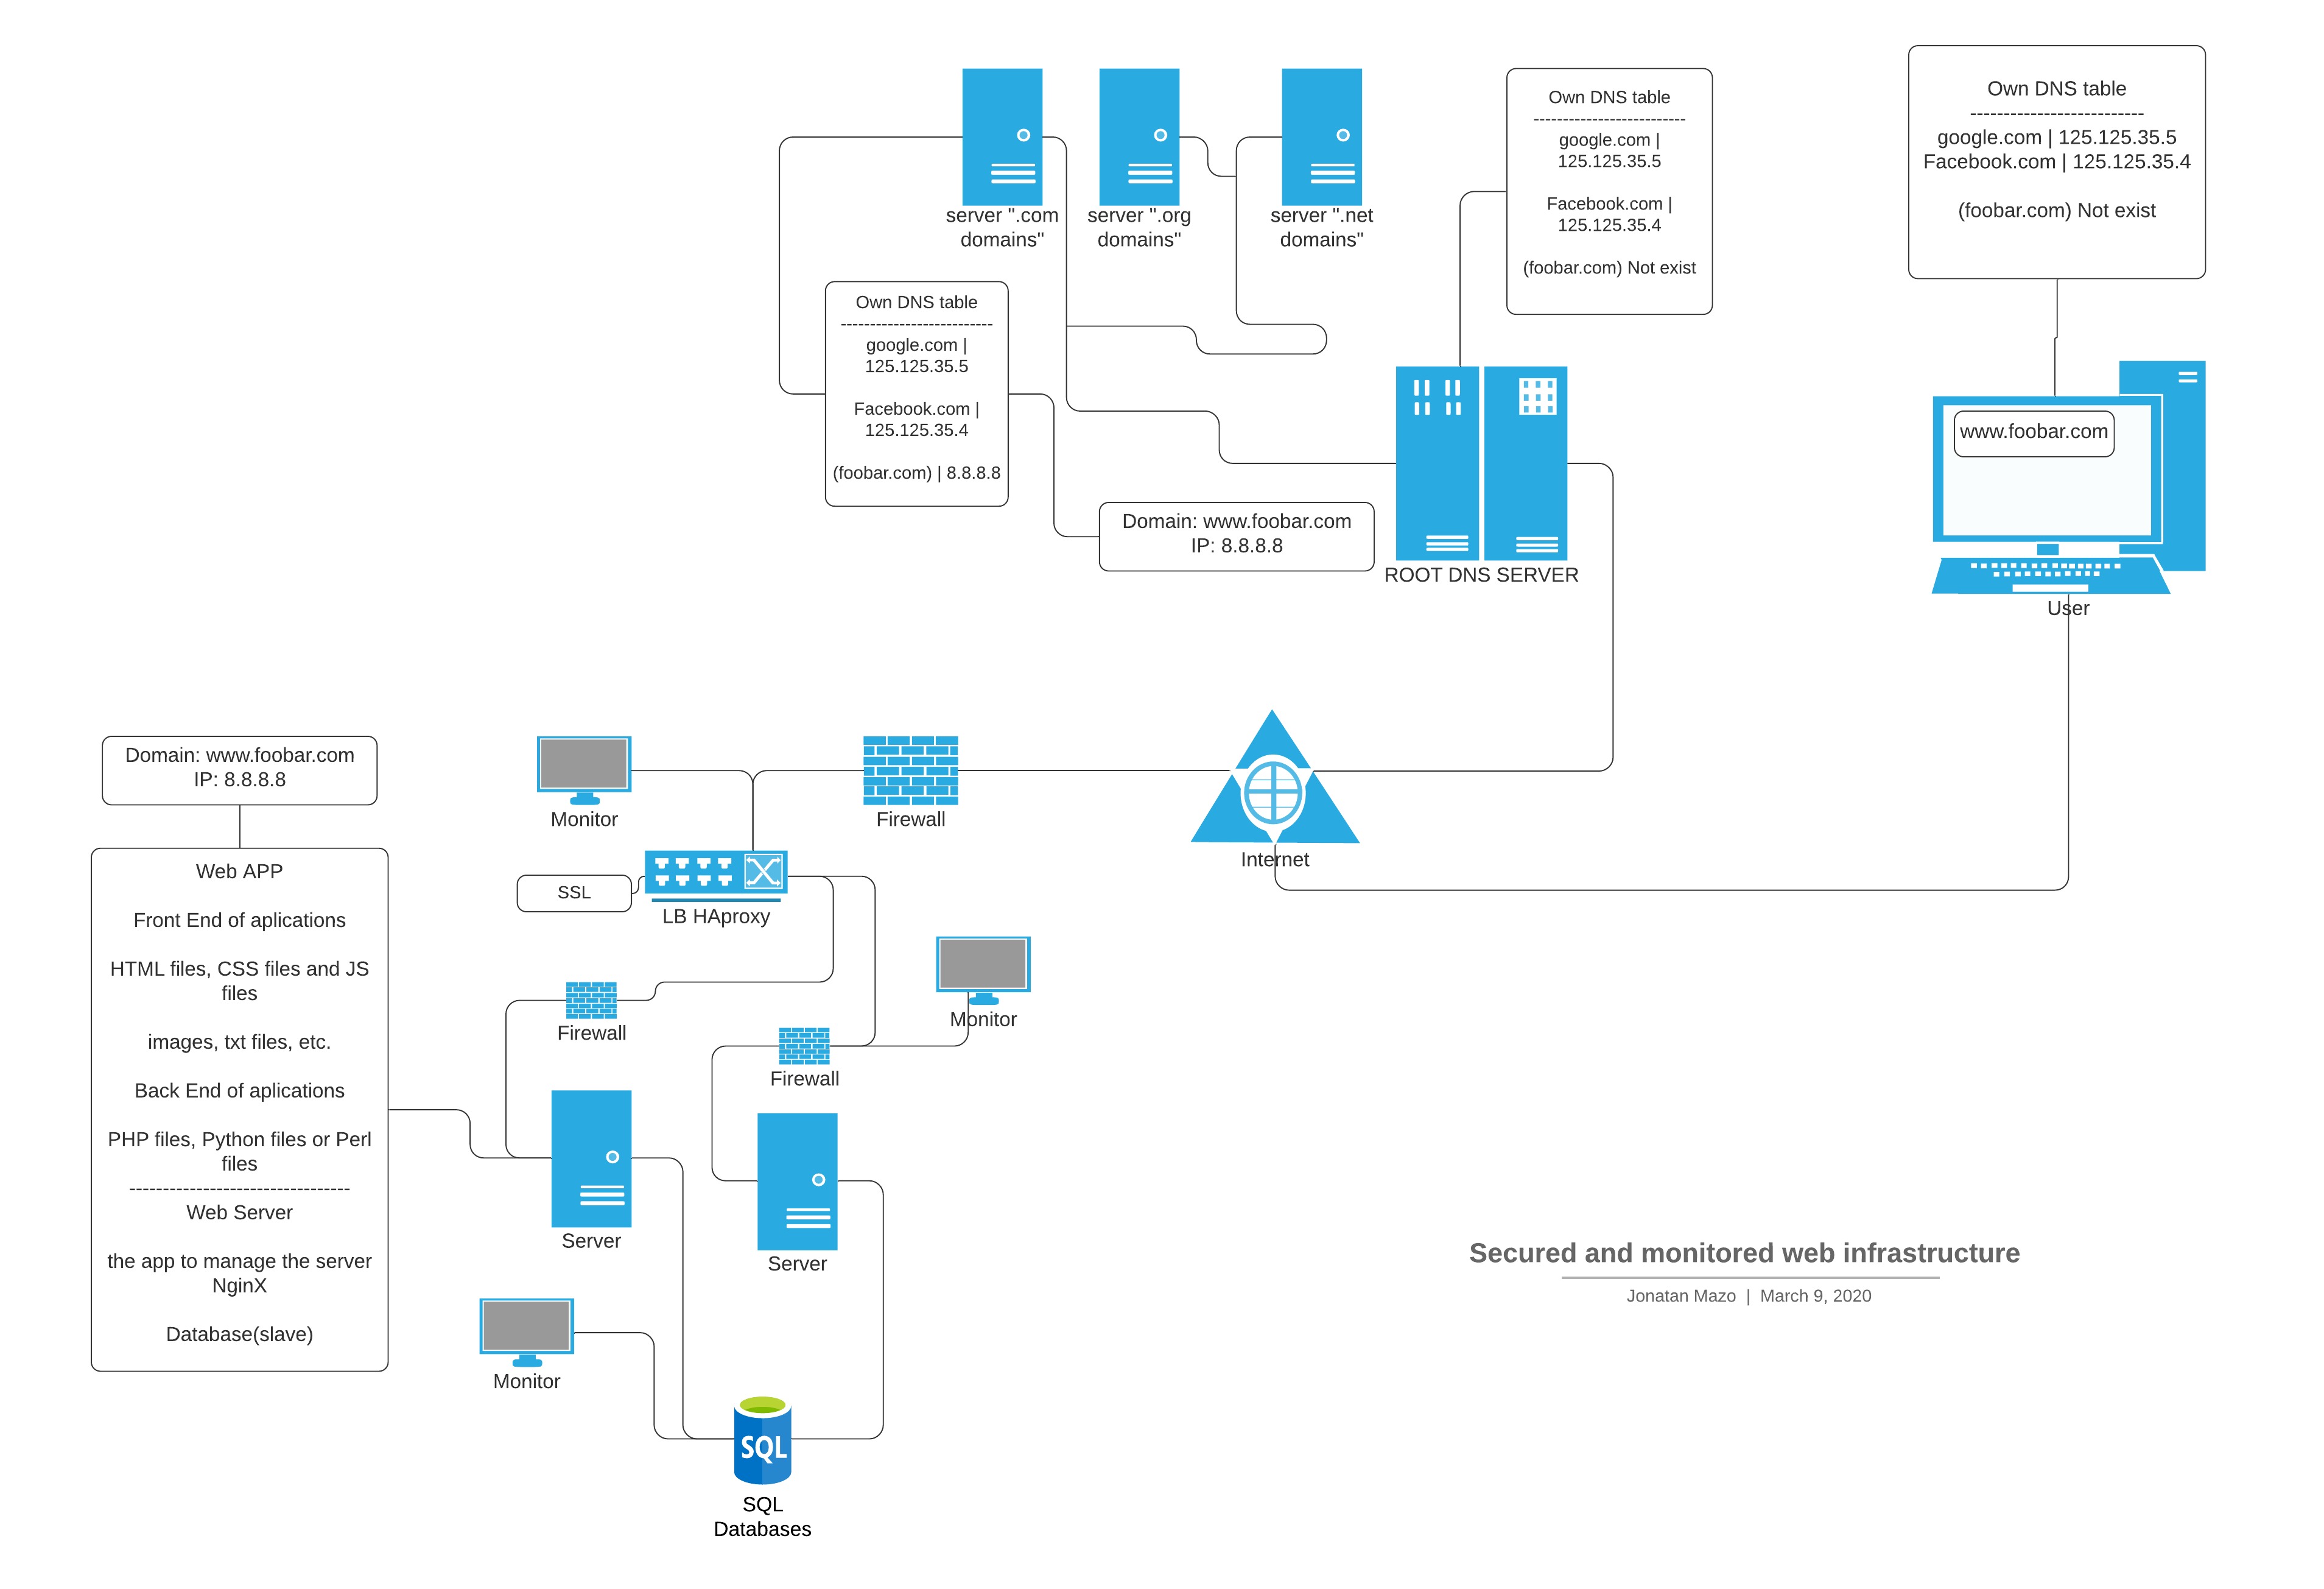 Own DNS table
--------------------------
google.com | 125.125.35.5
Facebook.com | 125.125.35.4
(foobar.com) Not exist
Own DNS table
--------------------------
google.com |
125.125.35.5
Facebook.com |
125.125.35.4
(foobar.com) Not exist
server ".com
domains"
server ".org
domains"
server ".net
domains"
Own DNS table
--------------------------
google.com |
125.125.35.5
Facebook.com |
125.125.35.4
(foobar.com) | 8.8.8.8
www.foobar.com
Domain: www.foobar.com
IP: 8.8.8.8
ROOT DNS SERVER
User
Domain: www.foobar.com
IP: 8.8.8.8
Monitor
Firewall
Internet
Web APP
Front End of aplications
HTML files, CSS files and JS
files
images, txt files, etc.
Back End of aplications
PHP files, Python files or Perl
files
---------------------------------
Web Server
the app to manage the server
NginX
Database(slave)
SSL
LB HAproxy
Monitor
Firewall
Firewall
Server
Server
Monitor
SQL
SQL
Databases
Secured and monitored web infrastructure
Jonatan Mazo | March 9, 2020